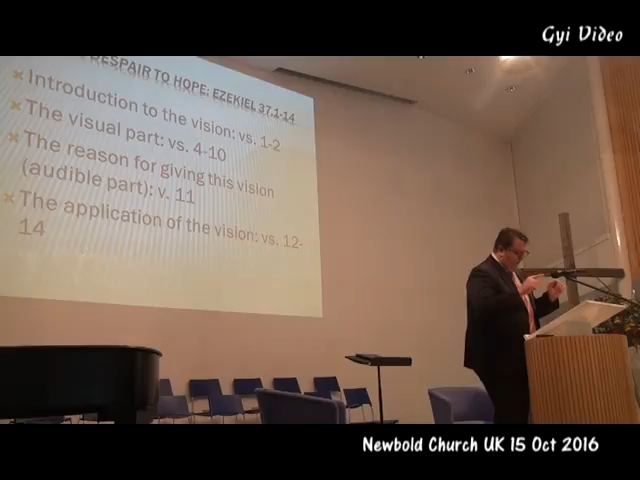 Gyi Video
DESPAIR TO HOPE: EZEKIEL 37.1-14
Introduction to the vision: vs. 1-2
The visual part: vs. 4-10
The reason for giving this vision
(audible part): v. 11
The application of the vision: vs. 12-
14
Newbold Church UK 15 Oct 2016